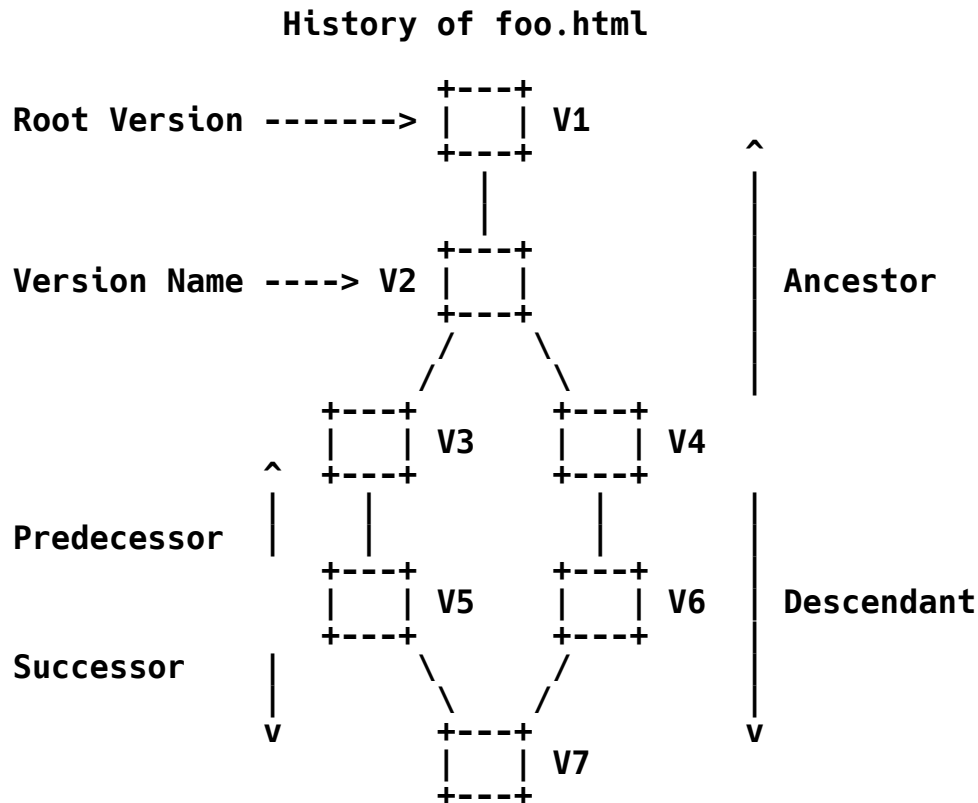 History of foo.html
+---+
Root Version -------> |   | V1
+---+ ^
| |
| |
+---+ |
Version Name ----> V2 |   | | Ancestor
+---+ |
/ \ |
/ \ |
+---+ +---+
|   | V3 |   | V4
^ +---+ +---+
| | | |
Predecessor | | | |
+---+ +---+ |
|   | V5 |   | V6 | Descendant
+---+ +---+ |
Successor | \ / |
| \ / |
v +---+ v
|   | V7
+---+